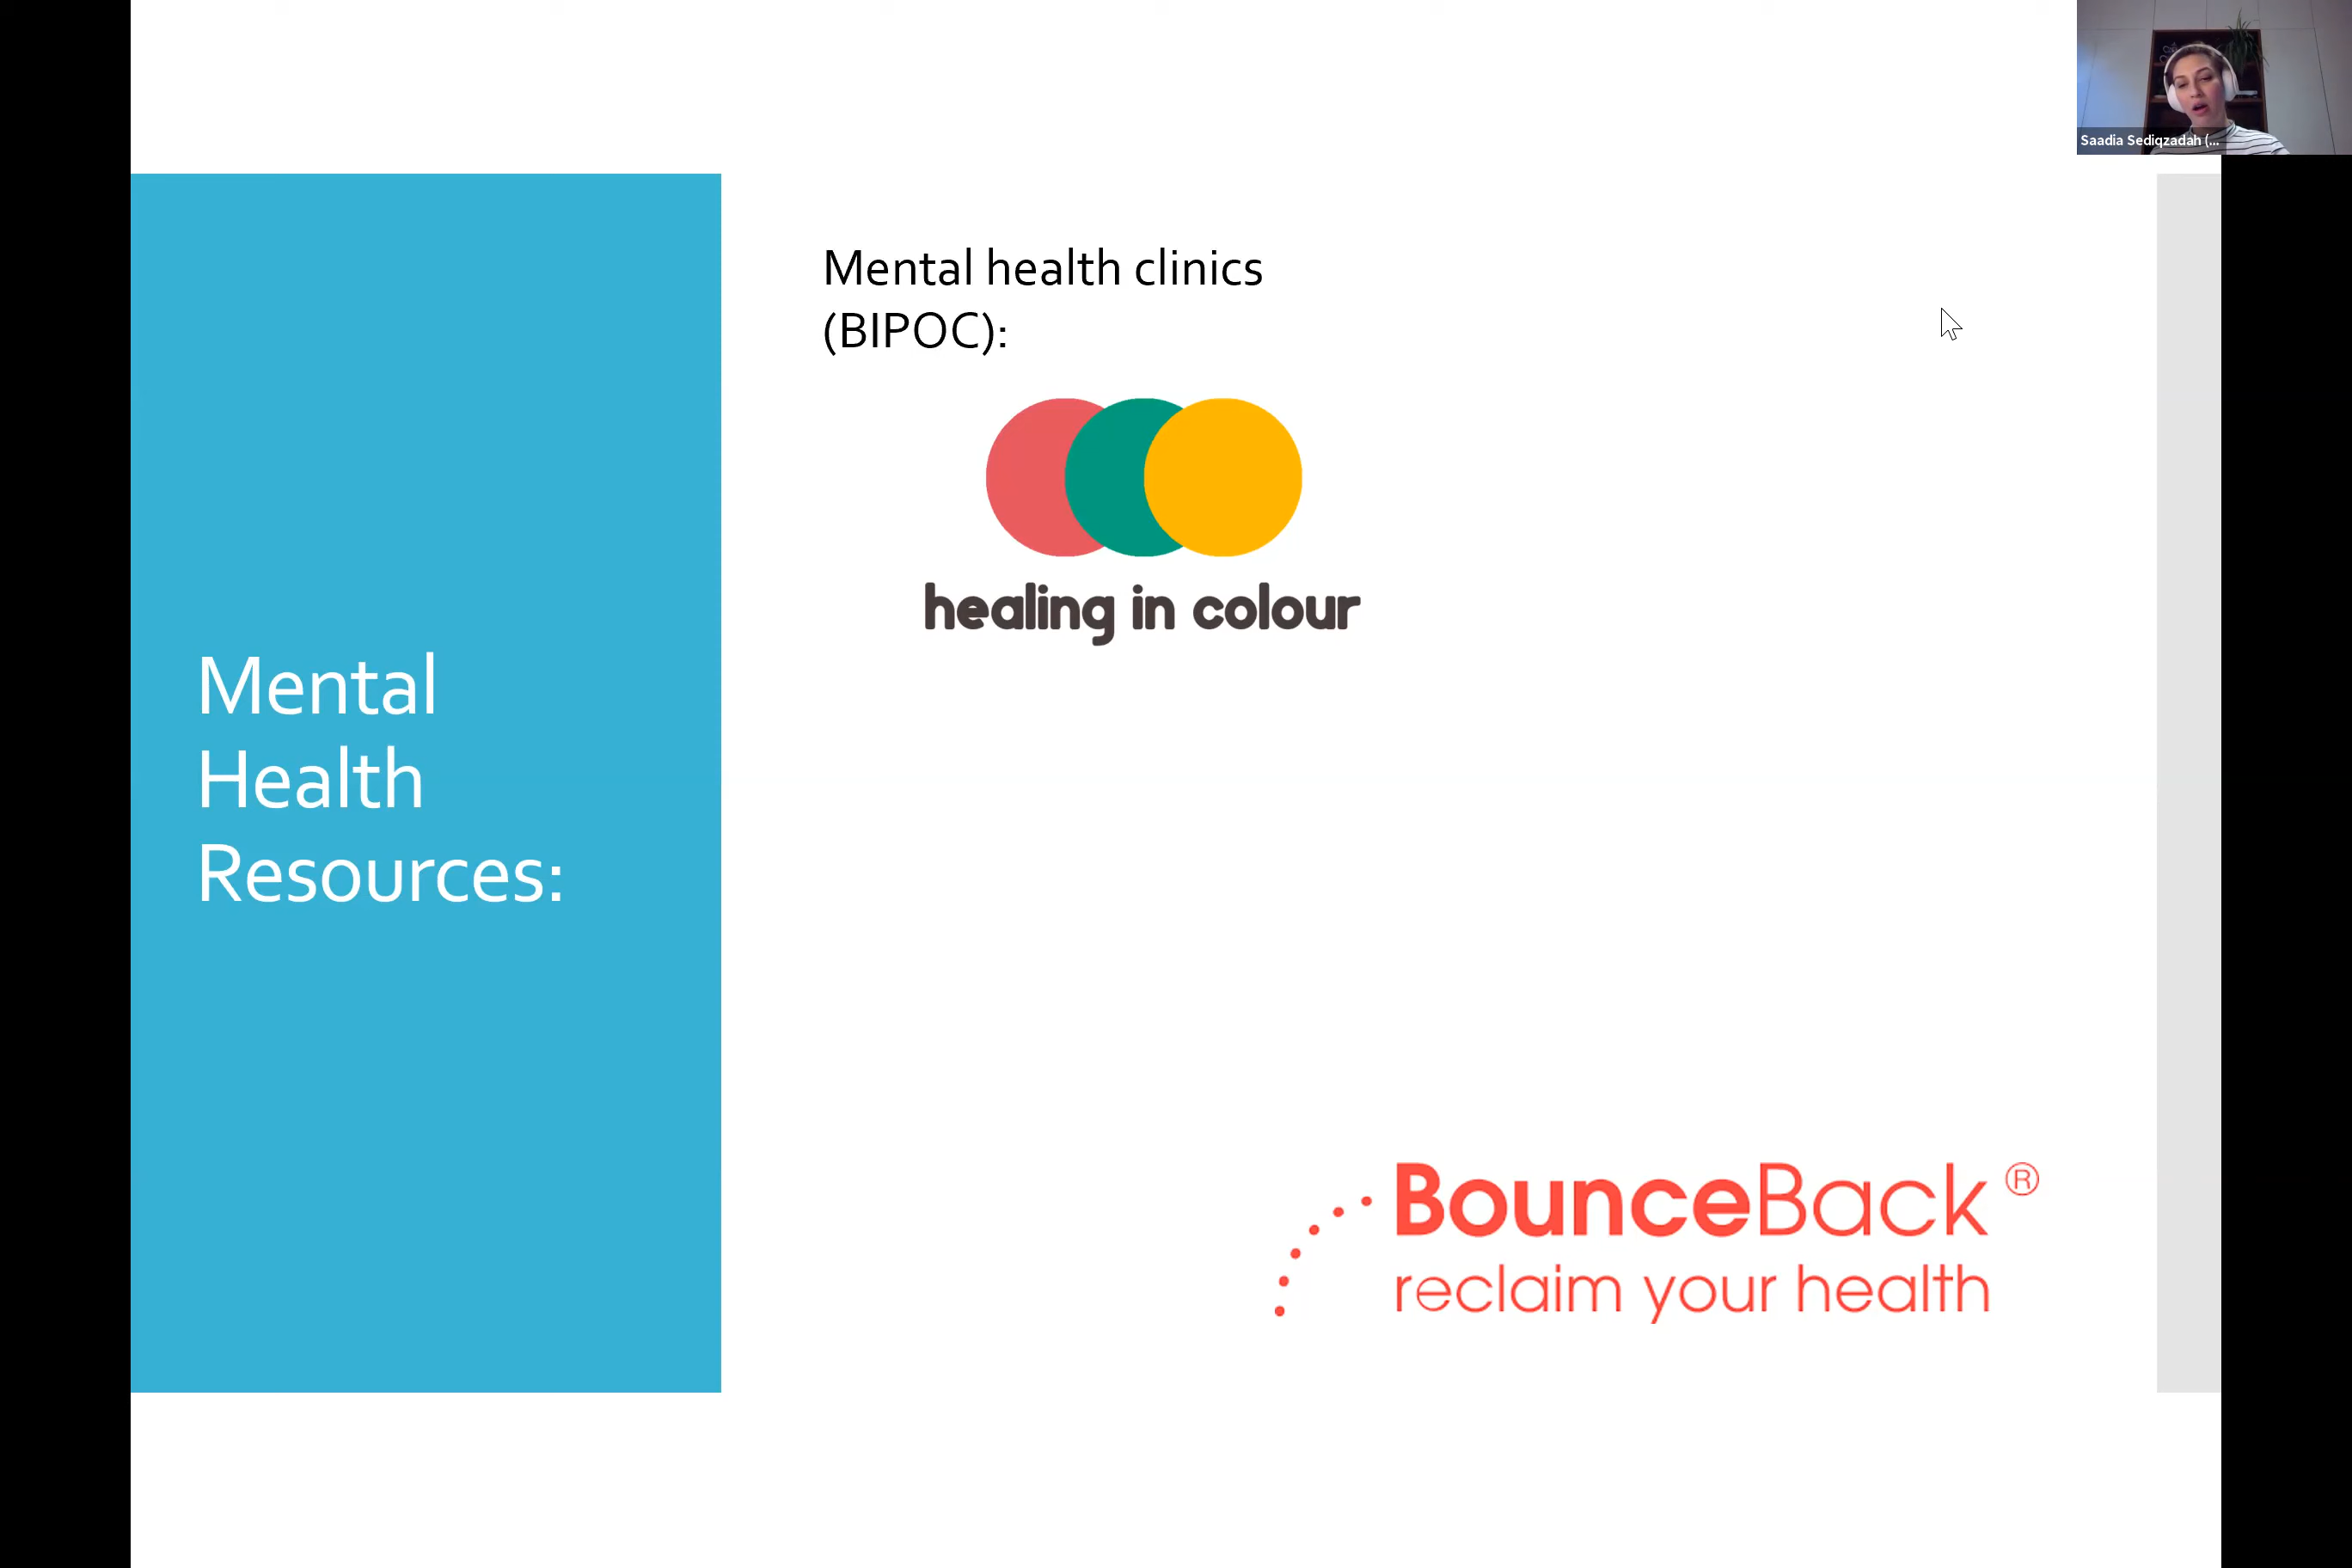 Saadia Sediqzadah (...
Mental health clinics
(BIPOC):
healing in colour
Mental
Health
Resources:
BounceBack ®
reclaim your health